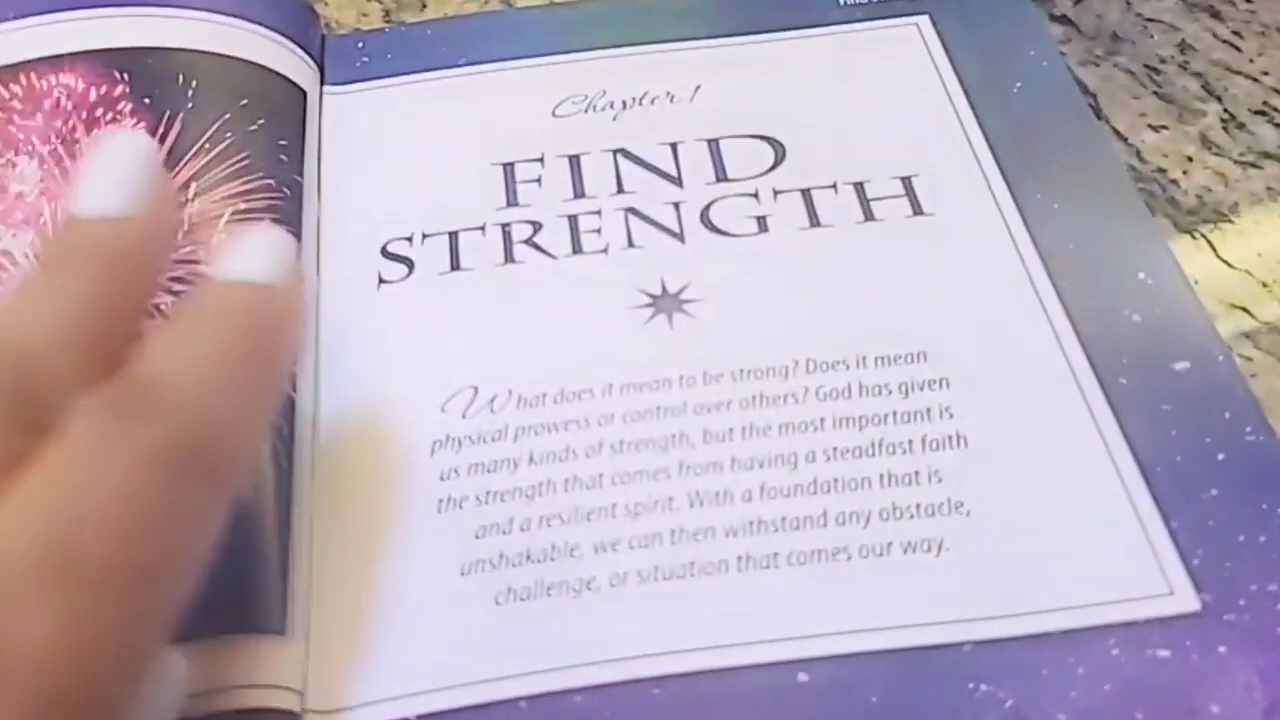 Chapter 1
FIND
STRENGTH
What does it mean to be strong? Does it mean
physical prowess or control over others? God has given
us many kinds of strength, but the most important is
the strength that comes from having a steadfast faith
and a resilient spirit. With a foundation that is
unshakable, we can then withstand any obstacle,
challenge, or situation that comes our way.